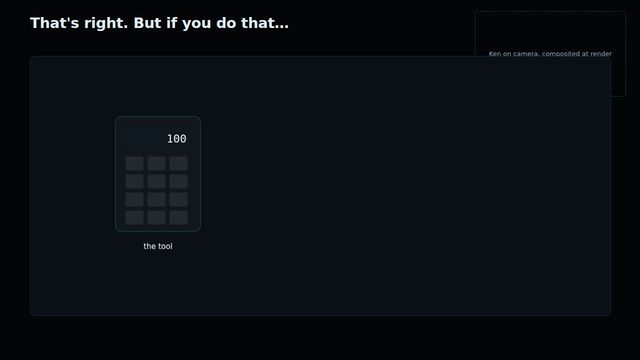 That's right. But if you do that…
Ken on camera, composited at render
100
the tool